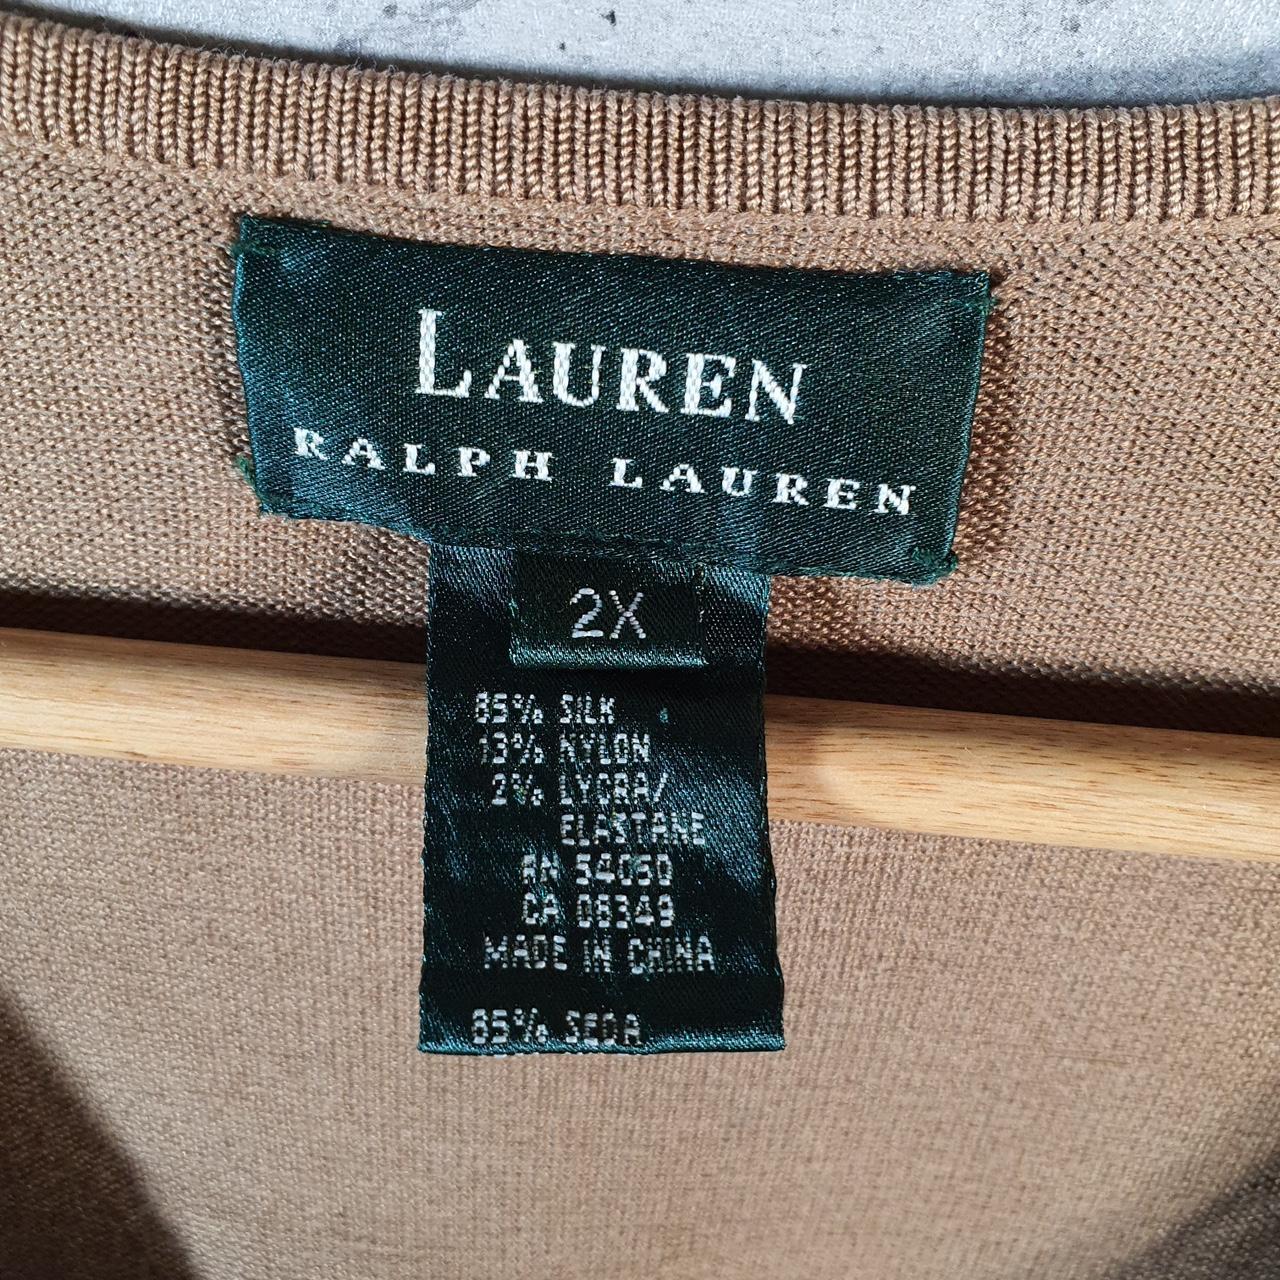 LAUREN
RALPH LAUREN
2X
85% SILK
13% NYLON
2% LYCRA/
ELASTANE
RN 54050
CA 08349
MADE IN CHINA
85% SEDA